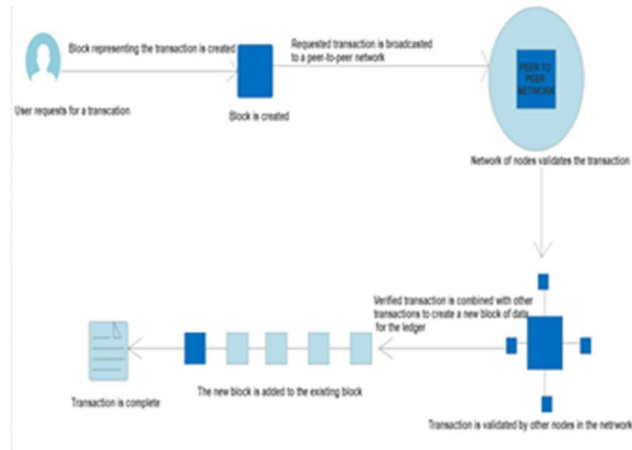 Block representing the transaction is created
Requested transaction is broadcasted
to a peer-to-peer network
PEER TO
PEER
NETWORK
User requests for a transcation
Block is created
Network of nodes validates the transaction
Verified transaction is combined with other
transactions to create a new block of data
for the ledger
Transaction is complete
The new block is added to the existing block
Transaction is validated by other nodes in the netrwork